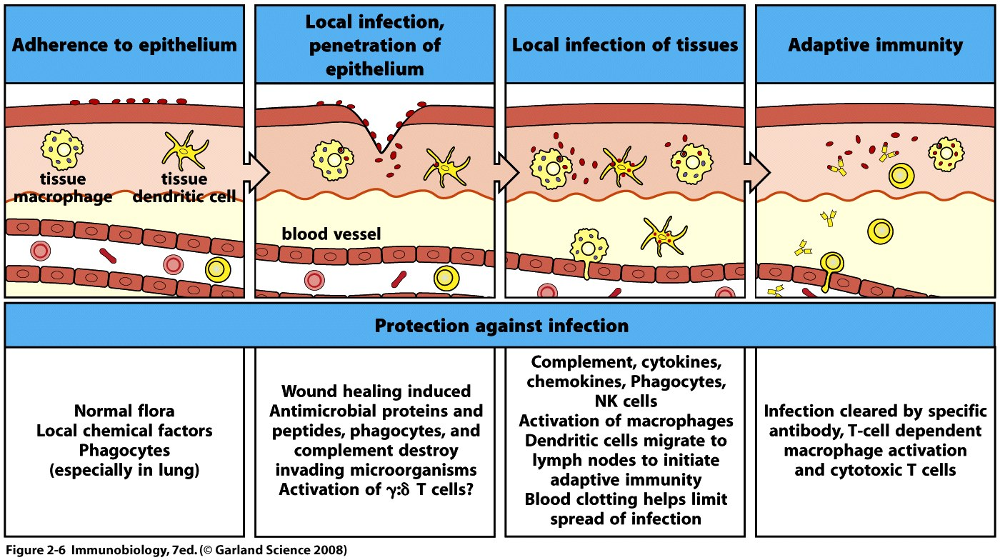 Adherence to epithelium
Local infection,
penetration of
epithelium
Local infection of tissues
Adaptive immunity
tissue
macrophage
tissue
dendritic cell
blood vessel
Protection against infection
Normal flora
Local chemical factors
Phagocytes
(especially in lung)
Wound healing induced
Antimicrobial proteins and
peptides, phagocytes, and
complement destroy
invading microorganisms
Activation of γ:δ T cells?
Complement, cytokines,
chemokines, Phagocytes,
NK cells
Activation of macrophages
Dendritic cells migrate to
lymph nodes to initiate
adaptive immunity
Blood clotting helps limit
spread of infection
Infection cleared by specific
antibody, T-cell dependent
macrophage activation
and cytotoxic T cells
Figure 2-6 Immunobiology, 7ed. (© Garland Science 2008)